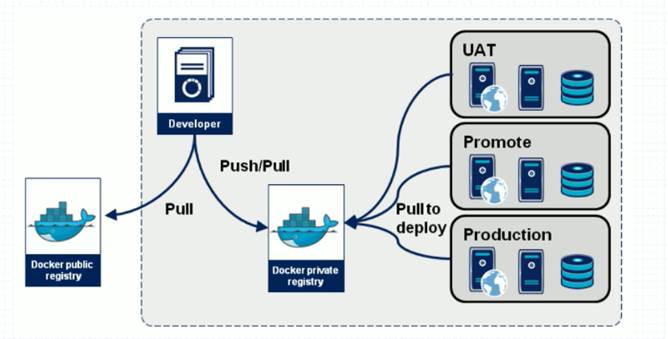 UAT
Developer
Promote
Push/Pull
Pull
Pull to
deploy
Production
Docker public
registry
Docker private
registry